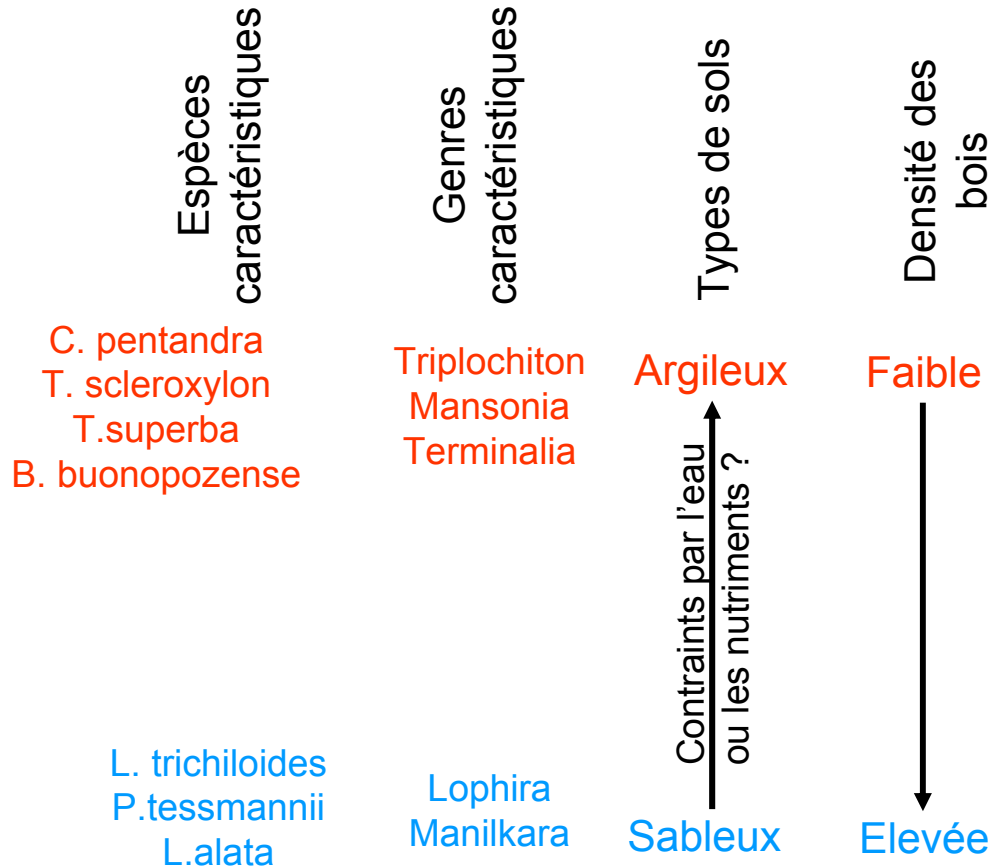 Espèces
caractéristiques
Genres
caractéristiques
Types de sols
Densité des
bois
C. pentandra
T. scleroxylon
T.superba
B. buonopozense
Triplochiton
Mansonia
Terminalia
Argileux
Faible
Contraints par l'eau
ou les nutriments ?
L. trichiloides
P.tessmannii
L.alata
Lophira
Manilkara
Sableux
Elevée